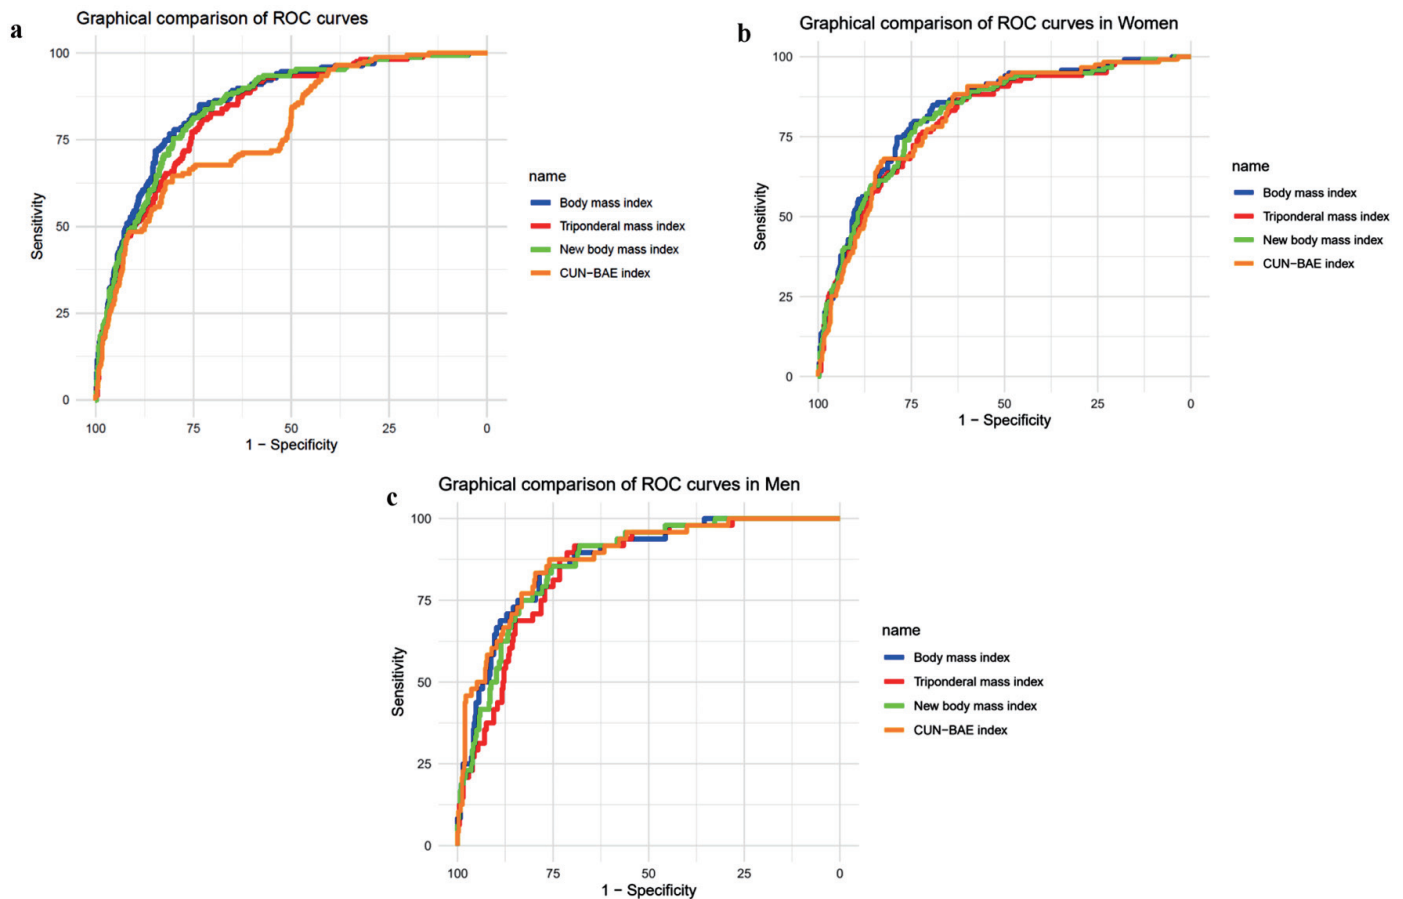 a
Graphical comparison of ROC curves
100
75
50
25
0
Sensitivity
100 75 50 25 0
1 − Specificity
name
Body mass index
Triponderal mass index
New body mass index
CUN−BAE index
b
Graphical comparison of ROC curves in Women
100
75
50
25
0
Sensitivity
100 75 50 25 0
1 − Specificity
name
Body mass index
Triponderal mass index
New body mass index
CUN−BAE index
c
Graphical comparison of ROC curves in Men
100
75
50
25
0
Sensitivity
100 75 50 25 0
1 − Specificity
name
Body mass index
Triponderal mass index
New body mass index
CUN−BAE index